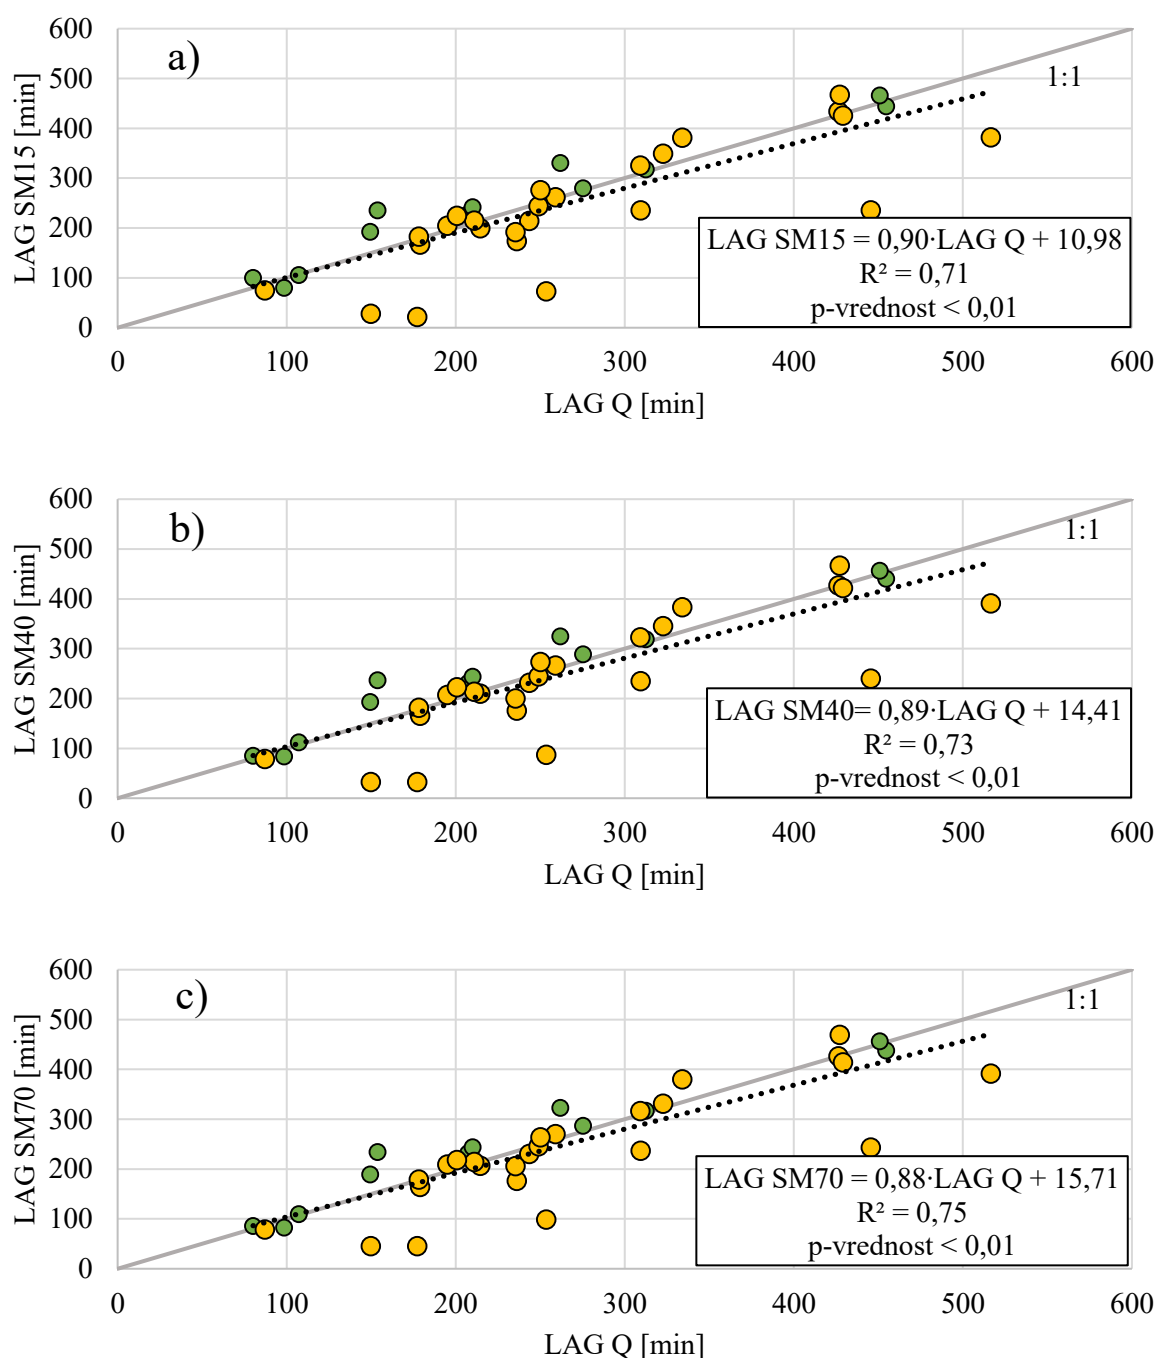 a)
600
500
400
300
200
100
0
LAG SM15 [min]
1:1
LAG SM15 = 0,90·LAG Q + 10,98
R² = 0,71
p-vrednost < 0,01
0 100 200 300 400 500 600
LAG Q [min]
b)
600
500
400
300
200
100
0
LAG SM40 [min]
1:1
LAG SM40= 0,89·LAG Q + 14,41
R² = 0,73
p-vrednost < 0,01
0 100 200 300 400 500 600
LAG Q [min]
c)
600
500
400
300
200
100
0
LAG SM70 [min]
1:1
LAG SM70 = 0,88·LAG Q + 15,71
R² = 0,75
p-vrednost < 0,01
0 100 200 300 400 500 600
LAG Q [min]